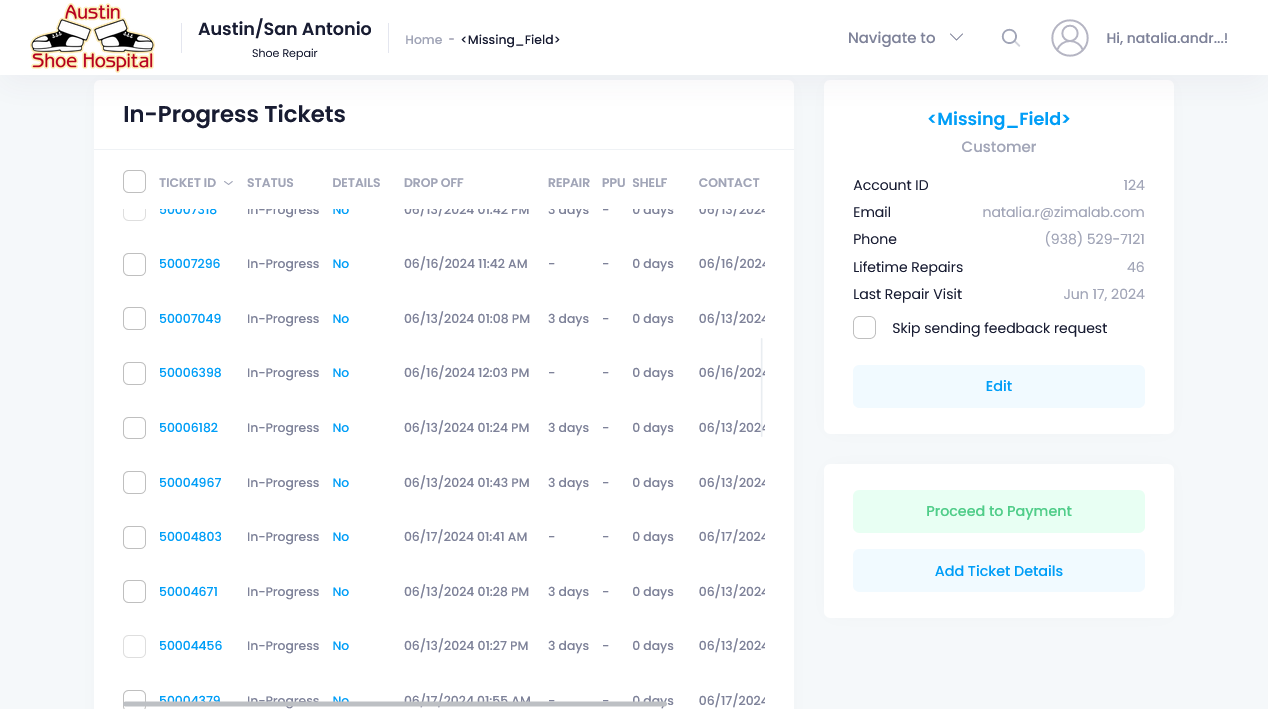 Austin
Shoe Hospital
Austin/San Antonio
Shoe Repair
Home - <Missing_Field>
Navigate to
Hi, natalia.andr...!
In-Progress Tickets
TICKET ID STATUS DETAILS DROP OFF REPAIR PPU SHELF CONTACT
50007318 In-Progress No 06/13/2024 01:42 PM 3 days - 0 days 06/13/2024
50007296 In-Progress No 06/16/2024 11:42 AM - - 0 days 06/16/2024
50007049 In-Progress No 06/13/2024 01:08 PM 3 days - 0 days 06/13/2024
50006398 In-Progress No 06/16/2024 12:03 PM - - 0 days 06/16/2024
50006182 In-Progress No 06/13/2024 01:24 PM 3 days - 0 days 06/13/2024
50004967 In-Progress No 06/13/2024 01:43 PM 3 days - 0 days 06/13/2024
50004803 In-Progress No 06/17/2024 01:41 AM - - 0 days 06/17/2024
50004671 In-Progress No 06/13/2024 01:28 PM 3 days - 0 days 06/13/2024
50004456 In-Progress No 06/13/2024 01:27 PM 3 days - 0 days 06/13/2024
50004379 In-Progress No 06/17/2024 01:55 AM - - 0 days 06/17/2024
<Missing_Field>
Customer
Account ID 124
Email natalia.r@zimalab.com
Phone (938) 529-7121
Lifetime Repairs 46
Last Repair Visit Jun 17, 2024
Skip sending feedback request
Edit
Proceed to Payment
Add Ticket Details